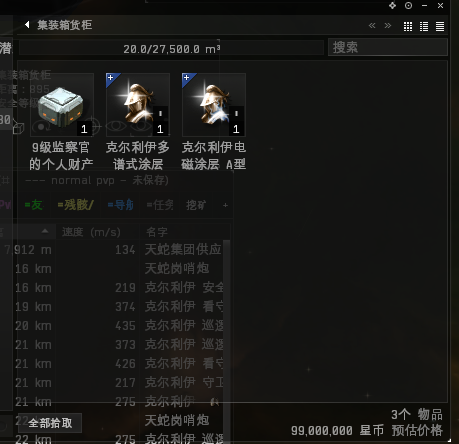 集装箱货柜
20.0/27,500.0 m³
搜索
1
1
1
9级监察官的个人财产
克尔利伊多谱式涂层
克尔利伊电磁涂层 A型
--- normal pvp - 未保存)
=友
=残骸/
=导航
=任务
挖矿
+
速度 (m/s)
名字
7,912 m 134 天蛇集团供应
16 km 天蛇岗哨炮
16 km 219 克尔利伊 安全
19 km 374 克尔利伊 看守
20 km 435 克尔利伊 巡逻
21 km 373 克尔利伊 巡逻
21 km 426 克尔利伊 看守
21 km 217 克尔利伊 守卫
21 km 275 克尔利伊
22 km 天蛇岗哨炮
22 km 275 克尔利伊 巡逻
全部拾取
3个 物品
99,000,000 星币 预估价格